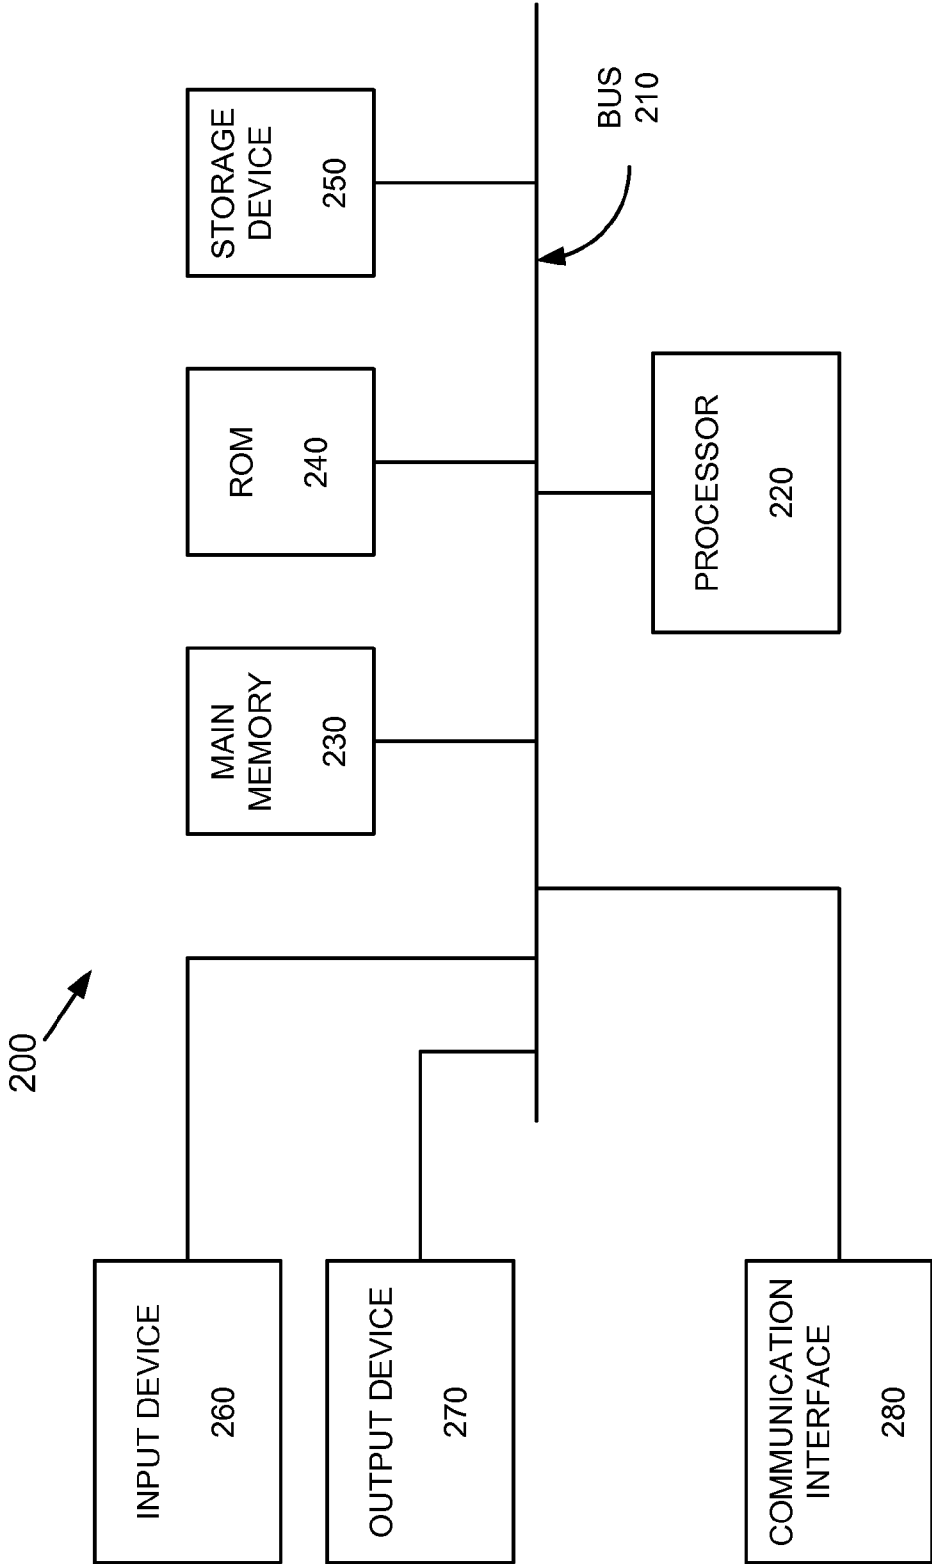 200
INPUT DEVICE
260
OUTPUT DEVICE
270
COMMUNICATION
INTERFACE
280
MAIN
MEMORY
230
ROM
240
STORAGE
DEVICE
250
PROCESSOR
220
BUS
210